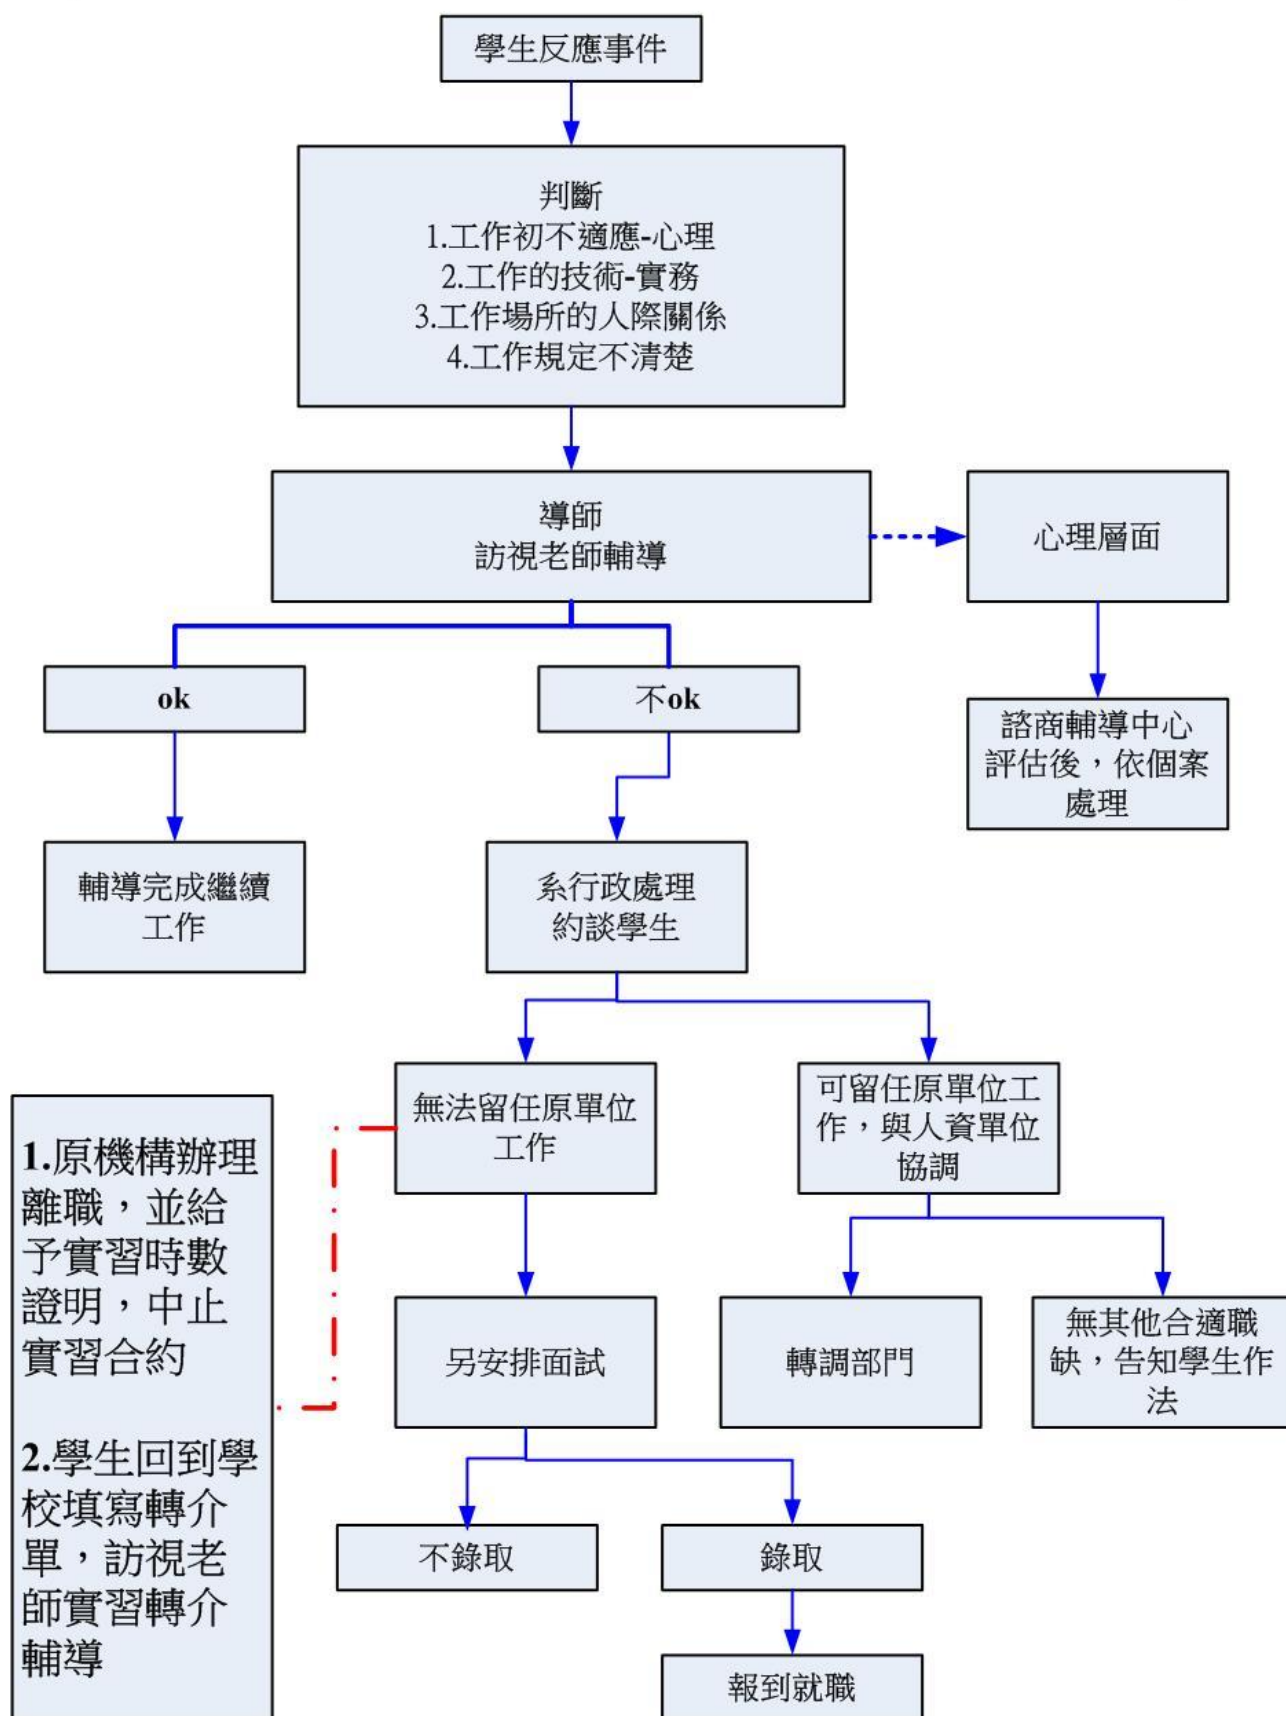 學生反應事件
判斷
1.工作初不適應-心理
2.工作的技術-實務
3.工作場所的人際關係
4.工作規定不清楚
導師
訪視老師輔導
心理層面
ok
不ok
諮商輔導中心
評估後，依個案
處理
輔導完成繼續
工作
系行政處理
約談學生
無法留任原單位
工作
可留任原單位工
作，與人資單位
協調
1.原機構辦理
離職，並給
予實習時數
證明，中止
實習合約
2.學生回到學
校填寫轉介
單，訪視老
師實習轉介
輔導
另安排面試
轉調部門
無其他合適職
缺，告知學生作
法
不錄取
錄取
報到就職